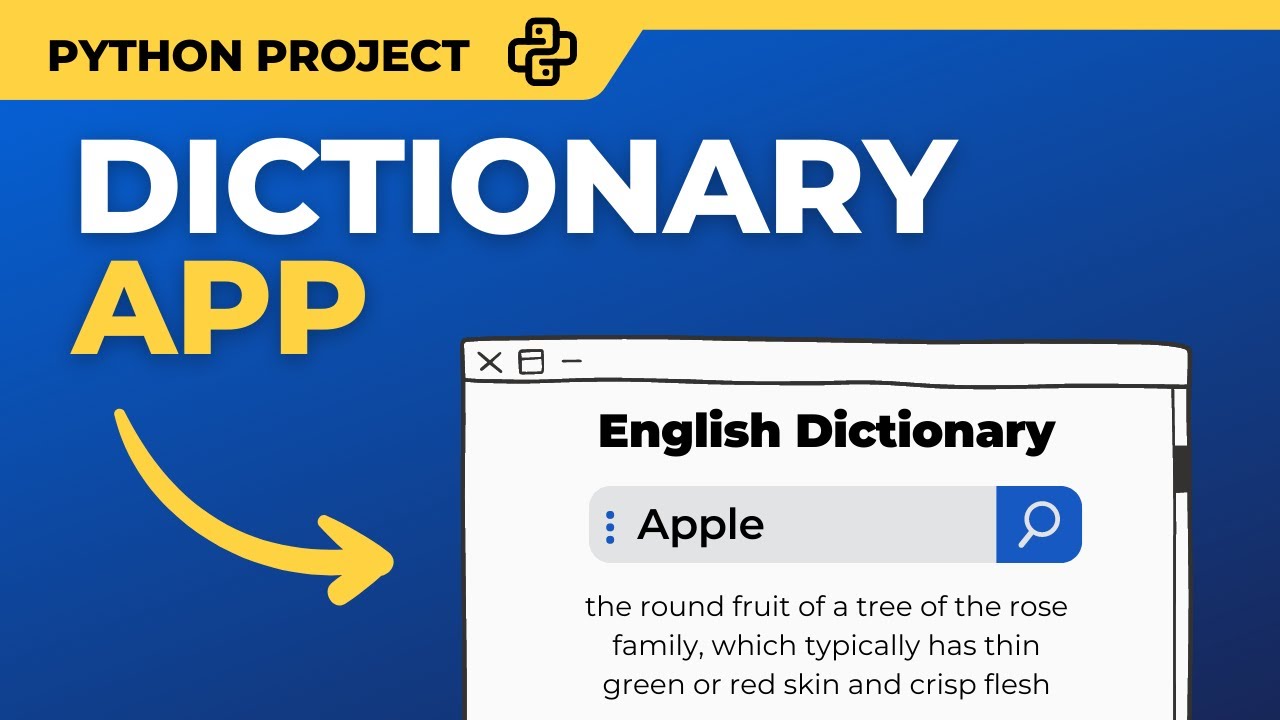 PYTHON PROJECT
DICTIONARY
APP
English Dictionary
Apple
the round fruit of a tree of the rose
family, which typically has thin
green or red skin and crisp flesh